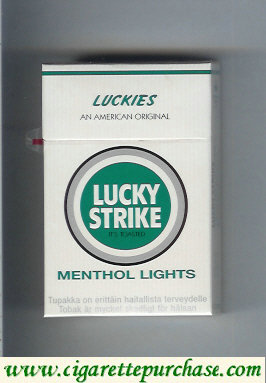 LUCKIES
AN AMERICAN ORIGINAL
LUCKY
STRIKE
IT'S TOASTED
MENTHOL LIGHTS
Tupakka on erittäin haitallista terveydelle
Tobak är mycket skadligt för hälsan
www.cigarettepurchase.com